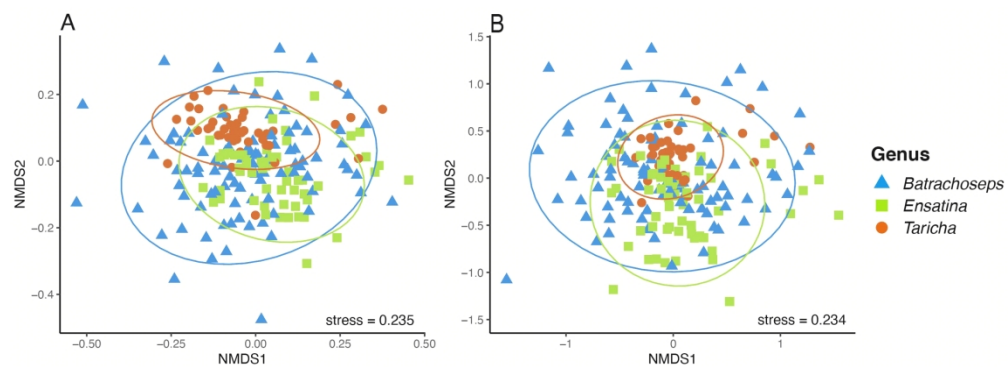 A
B
NMDS2
0.2
0.0
−0.2
−0.4
−0.50
−0.25
0.00
0.25
0.50
NMDS1
stress = 0.235
NMDS2
1.5
1.0
0.5
0.0
−0.5
−1.0
−1.5
−1
0
1
NMDS1
stress = 0.234
Genus
Batrachoseps
Ensatina
Taricha